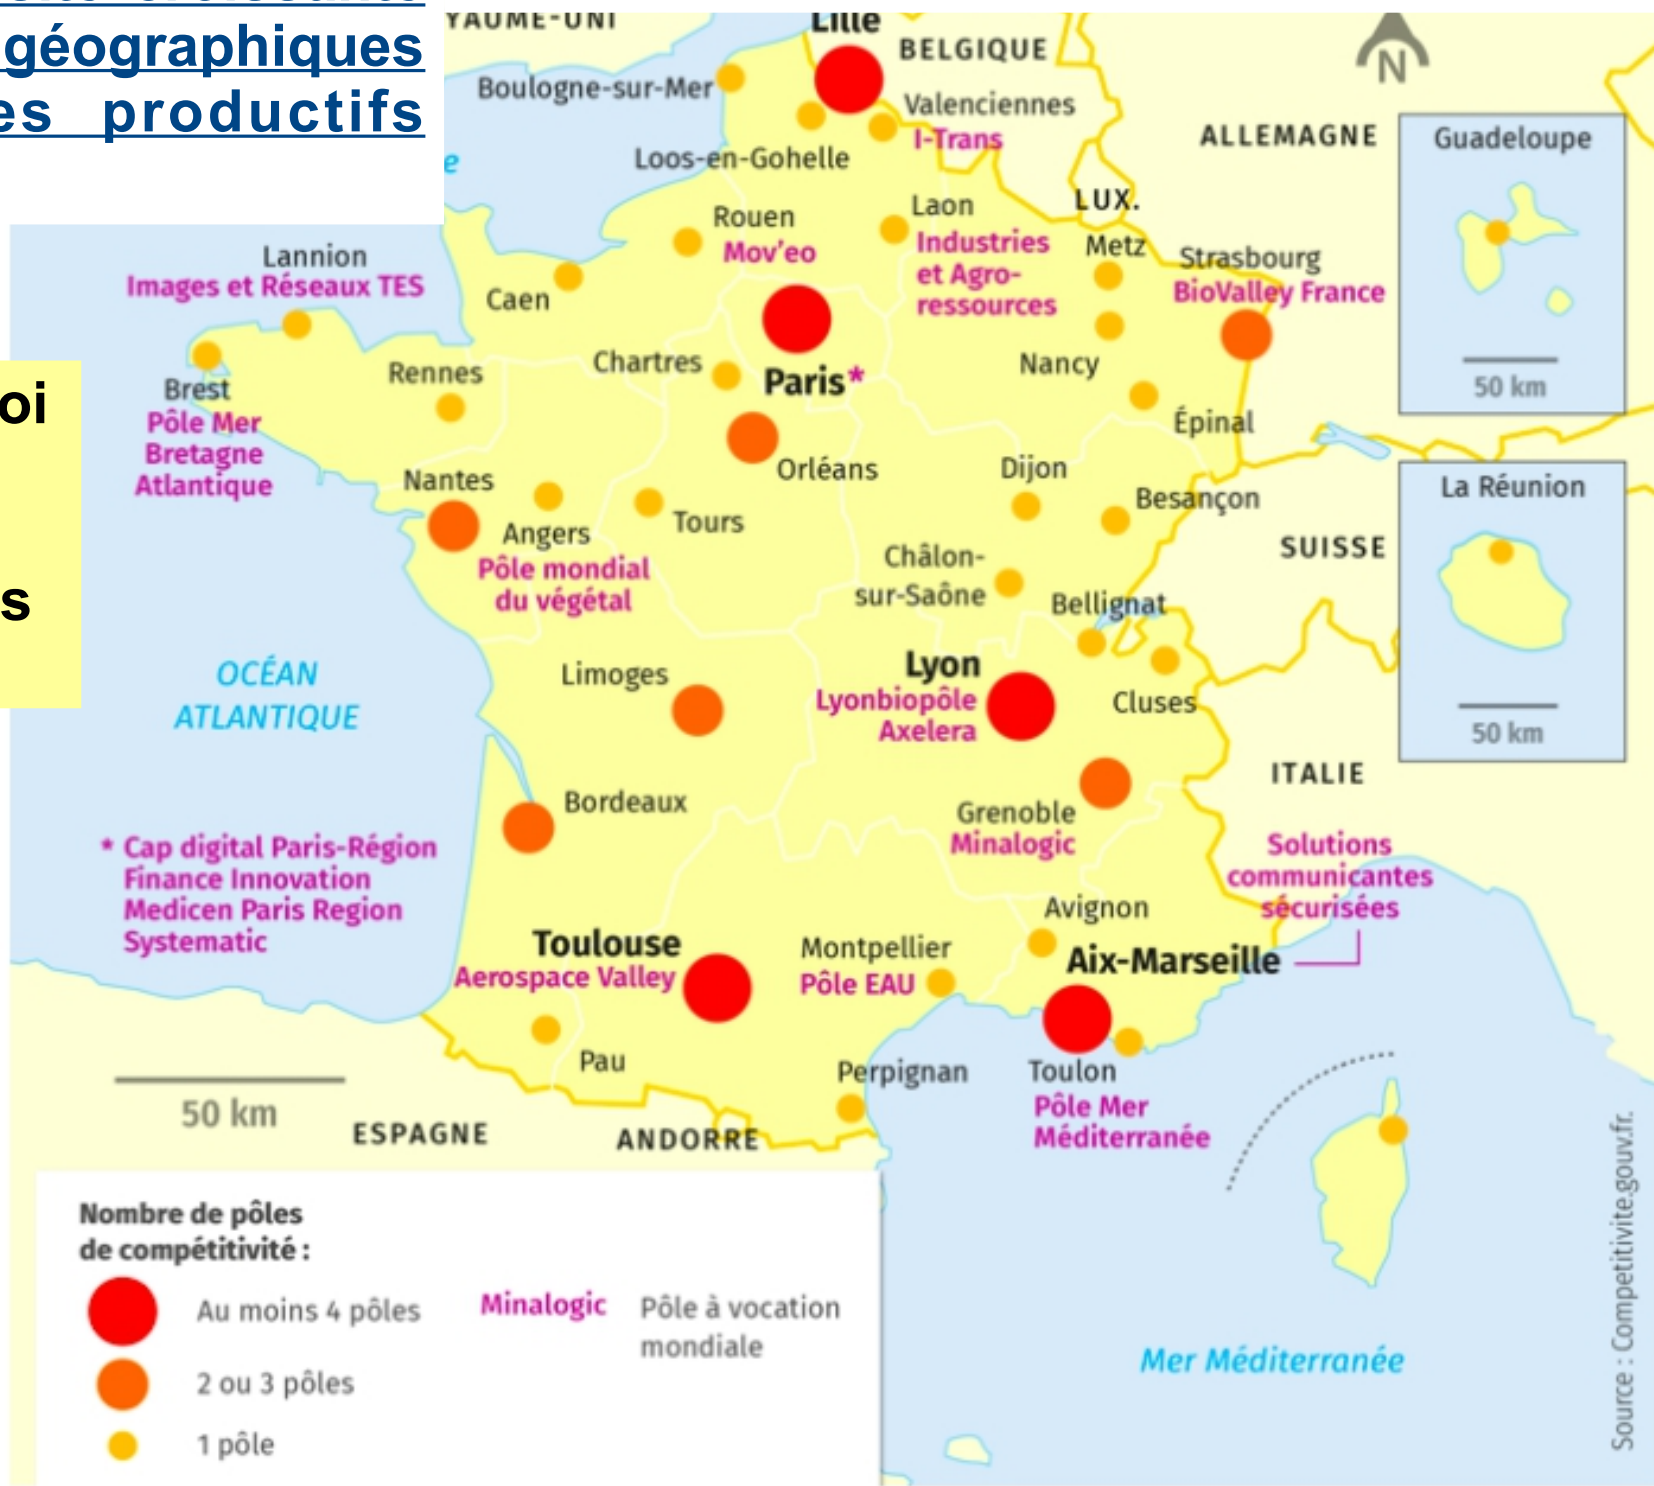 géographiques
productifs
Lille
BELGIQUE
Boulogne-sur-Mer
Valenciennes
I-Trans
ALLEMAGNE
Guadeloupe
Loos-en-Gohelle
LUX.
Laon
Rouen
Mov'eo
Industries
et Agro-
ressources
Metz
Strasbourg
BioValley France
Lannion
Images et Réseaux TES
Caen
Chartres
Paris*
Nancy
50 km
Rennes
Brest
Pôle Mer
Bretagne
Atlantique
Épinal
Orléans
Dijon
Nantes
La Réunion
Besançon
Angers
Tours
Pôle mondial
du végétal
SUISSE
Châlon-
sur-Saône
Bellignat
OCÉAN
ATLANTIQUE
Limoges
Lyon
Lyonbiopôle
Axelera
Cluses
50 km
ITALIE
Bordeaux
Grenoble
Minalogic
* Cap digital Paris-Région
Finance Innovation
Medicen Paris Region
Systematic
Solutions
communicantes
sécurisées
Avignon
Toulouse
Aerospace Valley
Montpellier
Pôle EAU
Aix-Marseille
Pau
Perpignan
Toulon
Pôle Mer
Méditerranée
50 km
ESPAGNE
ANDORRE
Nombre de pôles
de compétitivité :
Au moins 4 pôles
2 ou 3 pôles
1 pôle
Minalogic
Pôle à vocation
mondiale
Mer Méditerranée
Source : Competitivite.gouv.fr.